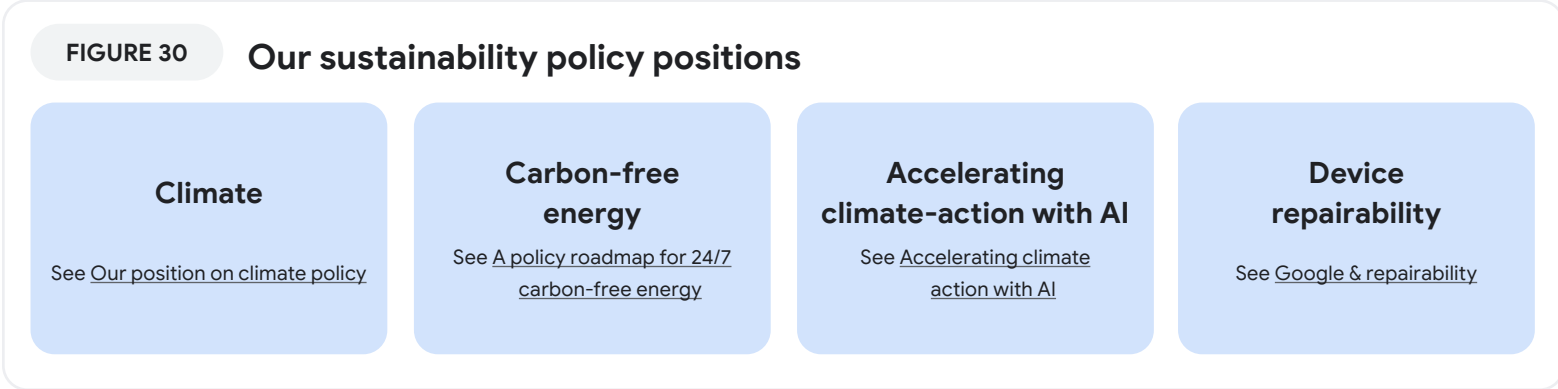 FIGURE 30
Our sustainability policy positions
Climate
See Our position on climate policy
Carbon-free
energy
See A policy roadmap for 24/7
carbon-free energy
Accelerating
climate-action with AI
See Accelerating climate
action with AI
Device
repairability
See Google & repairability